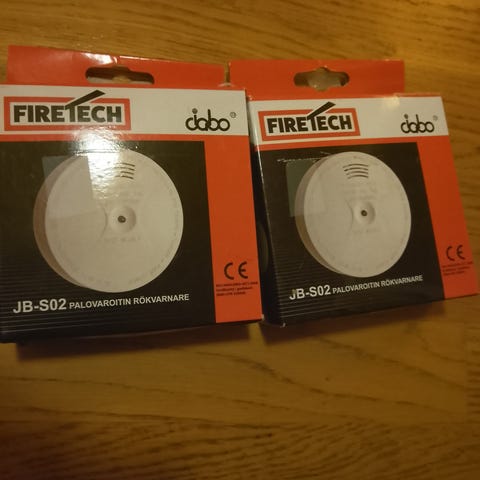 FIRETECH
dabo®
CE
JB-S02 PALOVAROITIN RÖKVARNARE
FIRETECH
dabo®
CE
JB-S02 PALOVAROITIN RÖKVARNARE